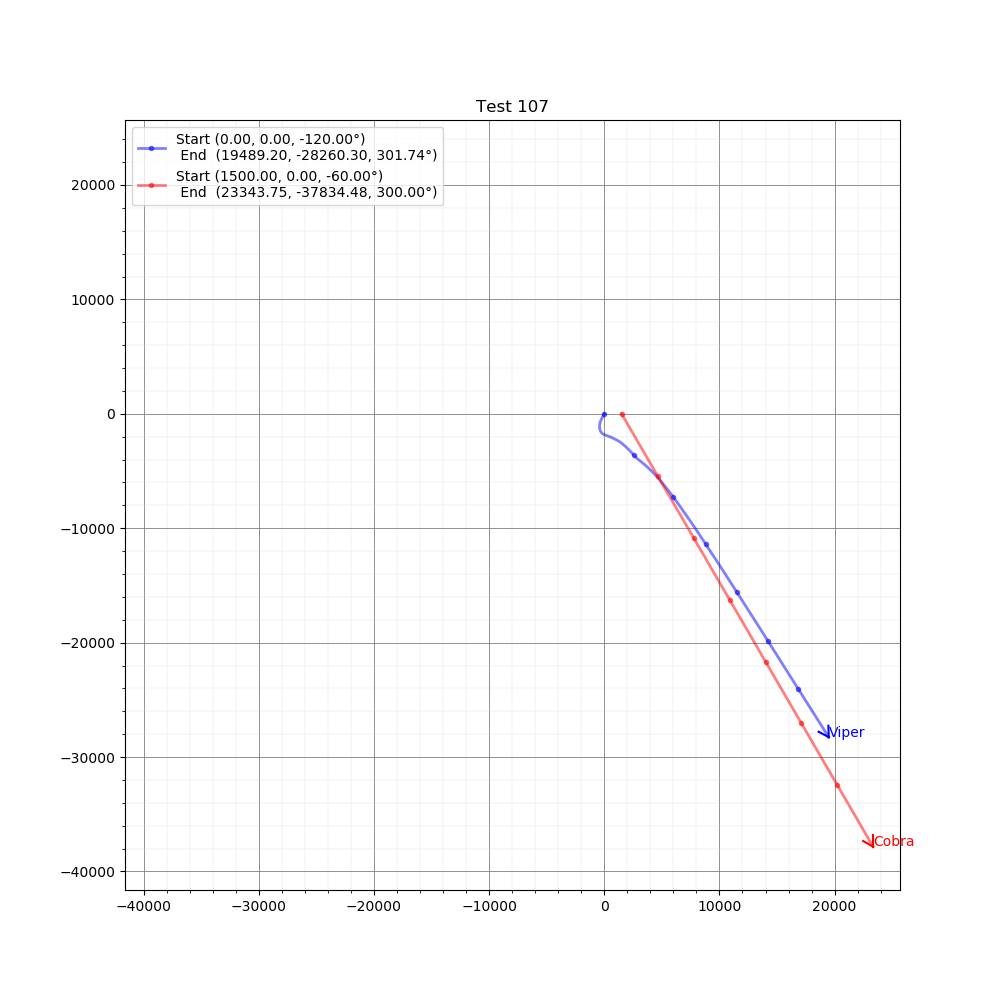 Test 107
Start (0.00, 0.00, -120.00°)
End  (19489.20, -28260.30, 301.74°)
Start (1500.00, 0.00, -60.00°)
End  (23343.75, -37834.48, 300.00°)
20000
10000
0
−10000
−20000
−30000
−40000
Viper
Cobra
−40000 −30000 −20000 −10000 0 10000 20000